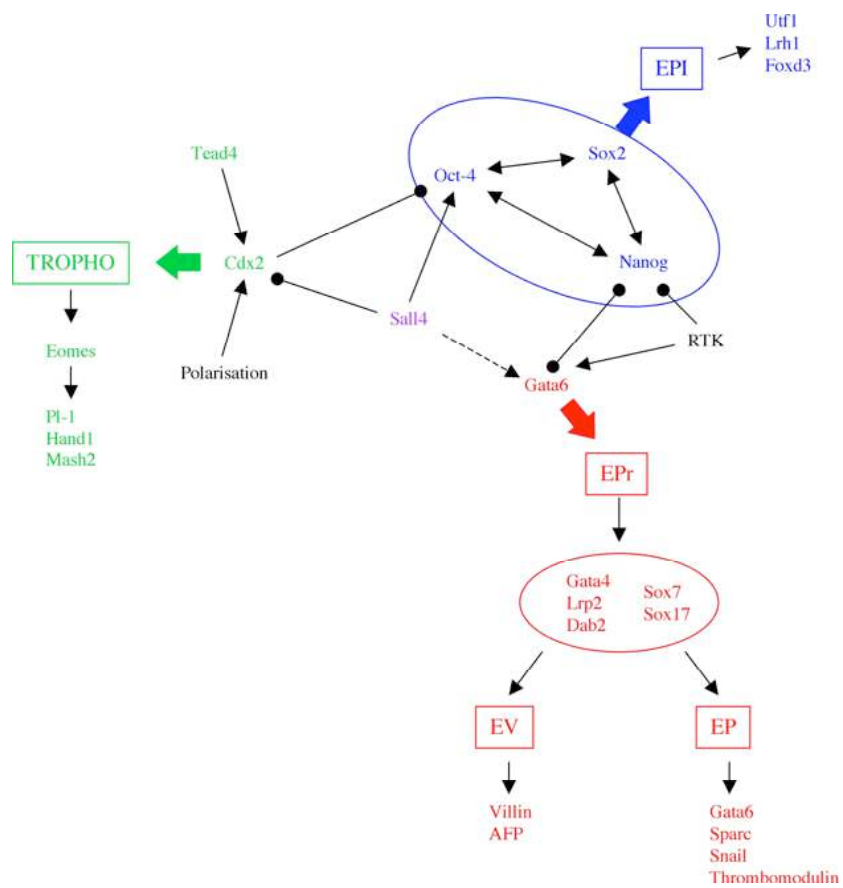 Utf1
Lrh1
Foxd3
EPI
Tead4
Sox2
Oct-4
TROPHO
Cdx2
Nanog
Sall4
RTK
Eomes
Polarisation
Gata6
Pl-1
Hand1
Mash2
EPr
Gata4
Lrp2
Dab2
Sox7
Sox17
EV
EP
Villin
AFP
Gata6
Sparc
Snail
Thrombomodulin